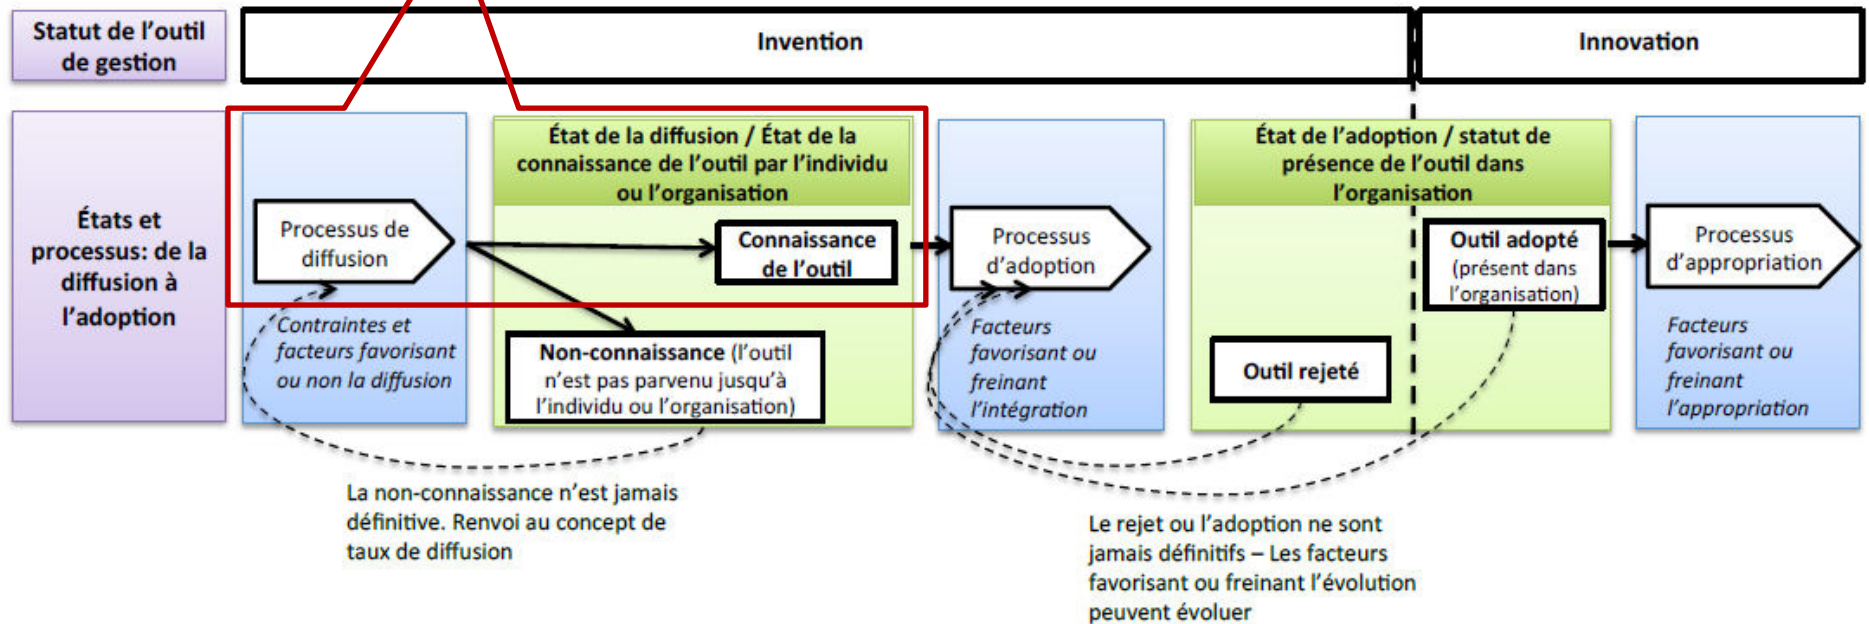 Statut de l’outil
de gestion
Invention
Innovation
États et
processus: de la
diffusion à
l’adoption
Processus de
diffusion
Contraintes et
facteurs favorisant
ou non la diffusion
État de la diffusion / État de la
connaissance de l’outil par l’individu
ou l’organisation
Connaissance
de l’outil
Non-connaissance (l’outil
n’est pas parvenu jusqu’à
l’individu ou l’organisation)
Processus
d’adoption
Facteurs
favorisant ou
freinant
l’intégration
État de l’adoption / statut de
présence de l’outil dans
l’organisation
Outil adopté
(présent dans
l’organisation)
Outil rejeté
Processus
d’appropriation
Facteurs
favorisant ou
freinant
l’appropriation
La non-connaissance n’est jamais
définitive. Renvoi au concept de
taux de diffusion
Le rejet ou l’adoption ne sont
jamais définitifs – Les facteurs
favorisant ou freinant l’évolution
peuvent évoluer